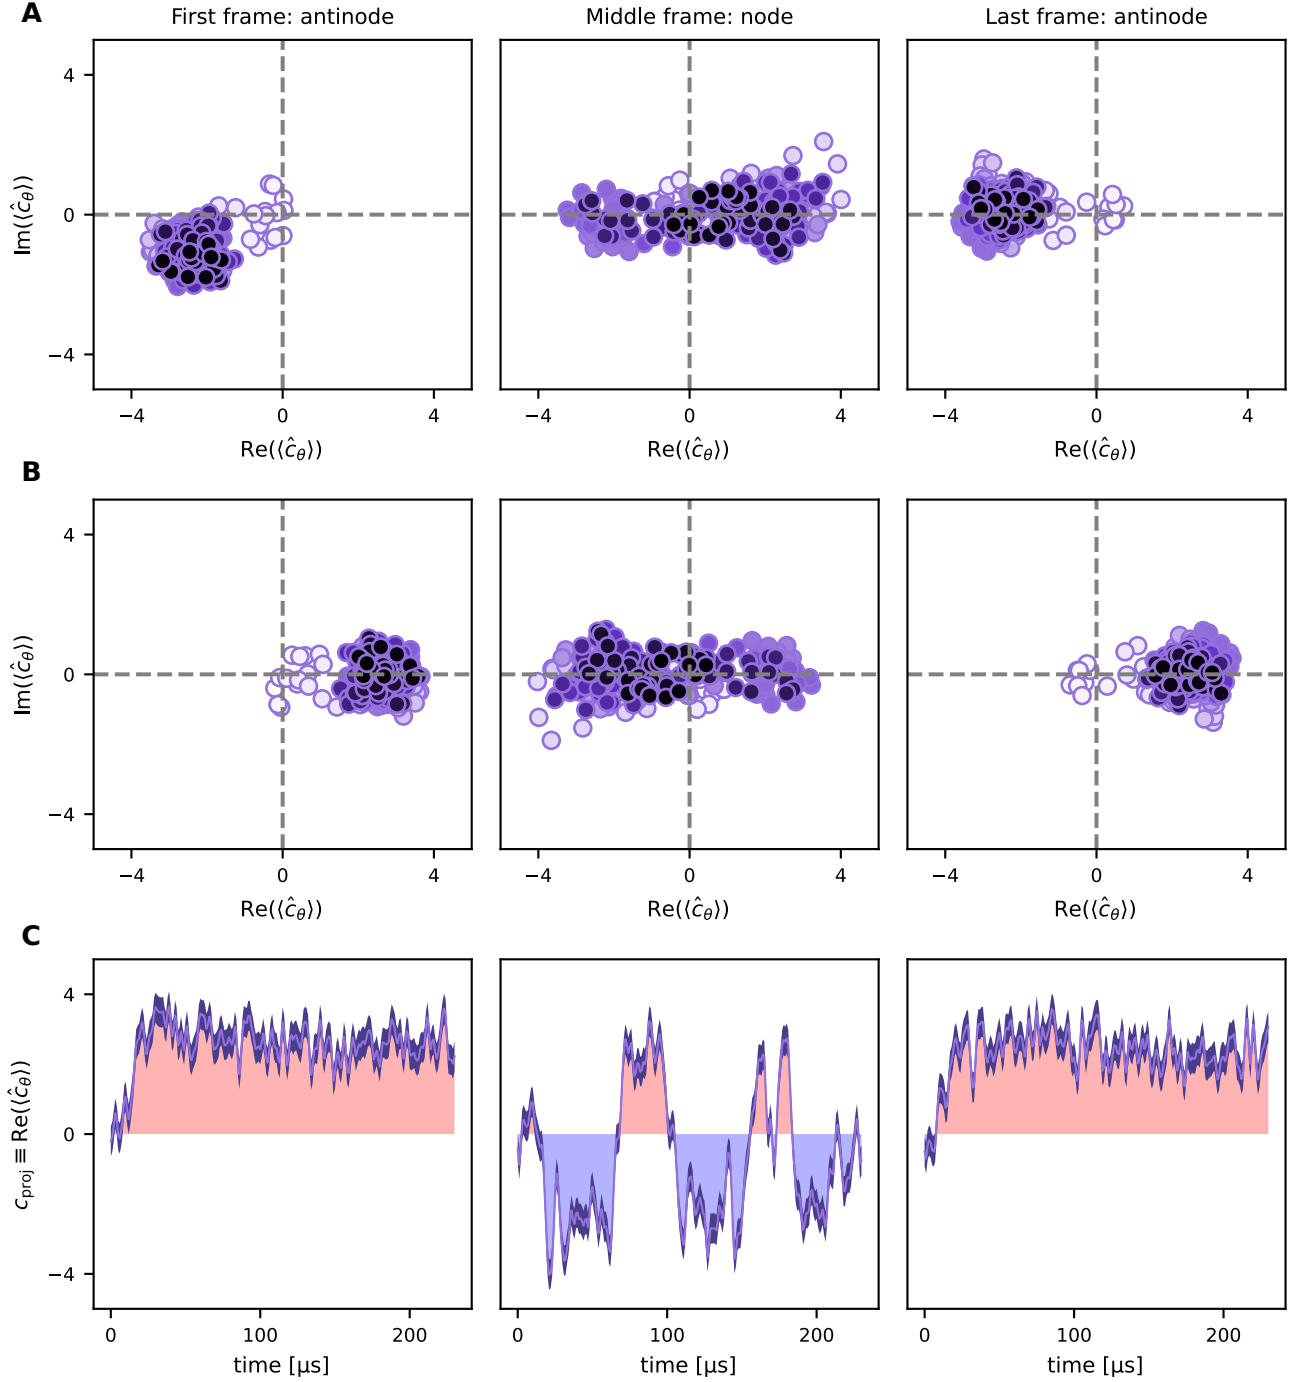 A
First frame: antinode
Middle frame: node
Last frame: antinode
Im(⟨ĉθ⟩)
4
0
−4
−4 0 4
−4 0 4
−4 0 4
Re(⟨ĉθ⟩)
Re(⟨ĉθ⟩)
Re(⟨ĉθ⟩)
B
Im(⟨ĉθ⟩)
4
0
−4
−4 0 4
−4 0 4
−4 0 4
Re(⟨ĉθ⟩)
Re(⟨ĉθ⟩)
Re(⟨ĉθ⟩)
C
cproj ≡ Re(⟨ĉθ⟩)
4
0
−4
0 100 200
0 100 200
0 100 200
time [μs]
time [μs]
time [μs]